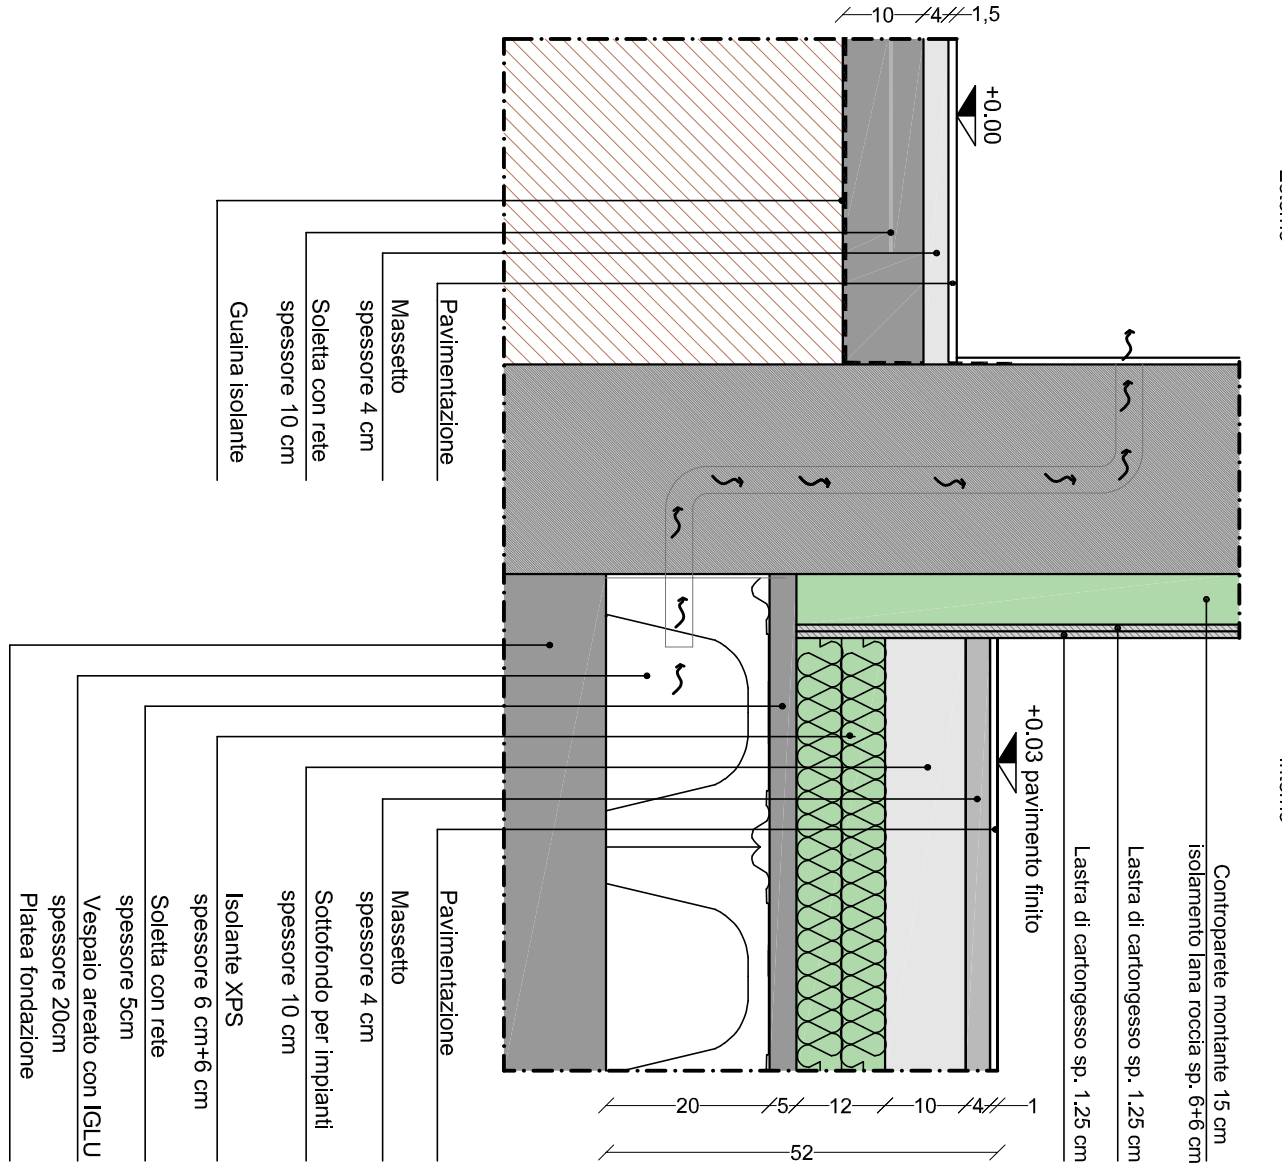 10
4
1,5
+0.00
Pavimentazione
Massetto
spessore 4 cm
Soletta con rete
spessore 10 cm
Guaina isolante
Controparete montante 15 cm
isolamento lana roccia sp. 6+6 cm
Lastra di cartongesso sp. 1.25 cm
Lastra di cartongesso sp. 1.25 cm
+0.03 pavimento finito
Pavimentazione
Massetto
spessore 4 cm
Sottofondo per impianti
spessore 10 cm
Isolante XPS
spessore 6 cm+6 cm
Soletta con rete
spessore 5cm
Vespaio areato con IGLU
spessore 20cm
Platea fondazione
20
5
12
10
4
1
52